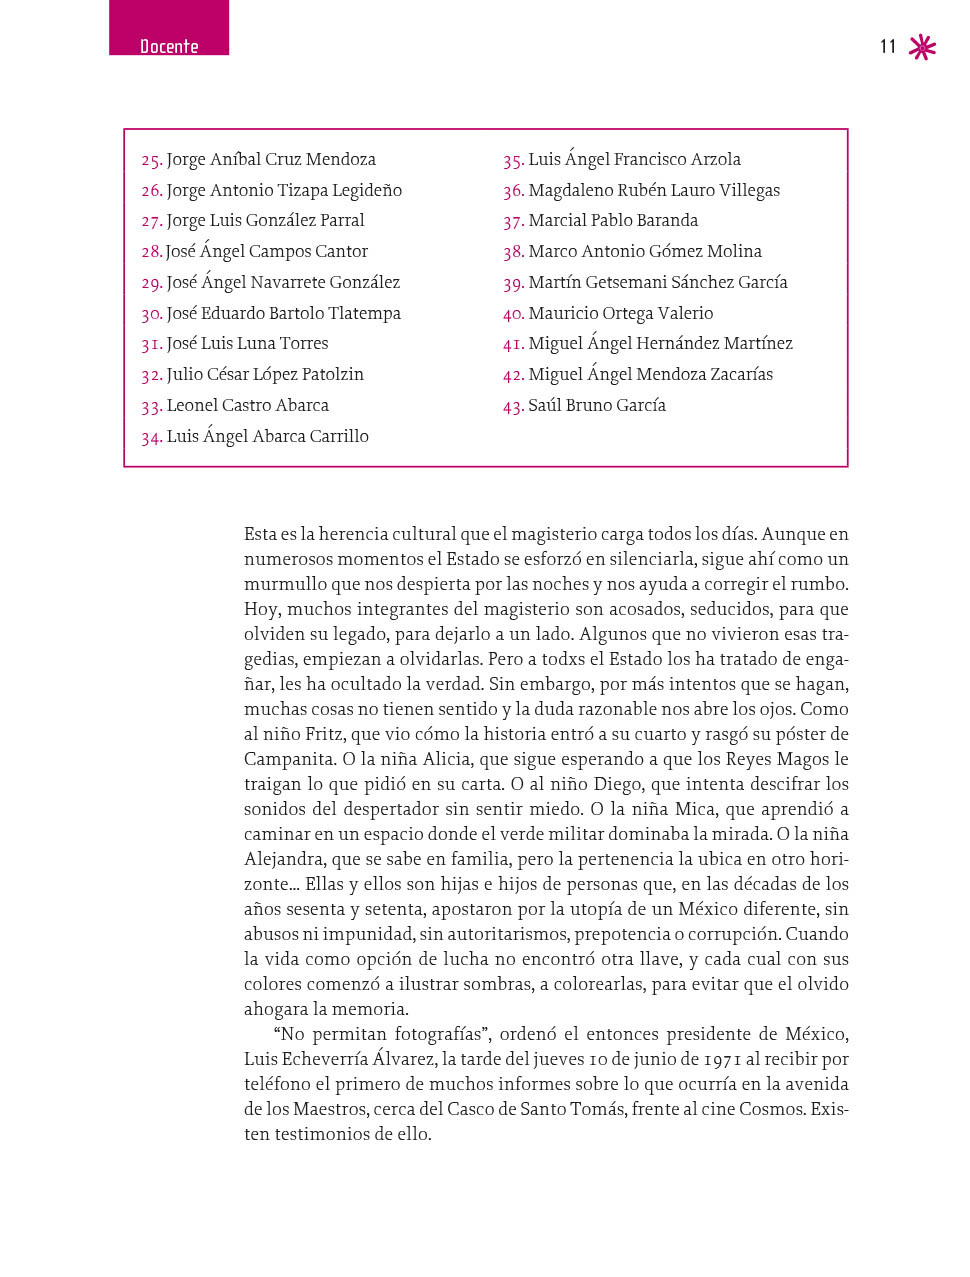 Docente
11
25. Jorge Aníbal Cruz Mendoza
26. Jorge Antonio Tizapa Legideño
27. Jorge Luis González Parral
28. José Ángel Campos Cantor
29. José Ángel Navarrete González
30. José Eduardo Bartolo Tlatempa
31. José Luis Luna Torres
32. Julio César López Patolzin
33. Leonel Castro Abarca
34. Luis Ángel Abarca Carrillo
35. Luis Ángel Francisco Arzola
36. Magdaleno Rubén Lauro Villegas
37. Marcial Pablo Baranda
38. Marco Antonio Gómez Molina
39. Martín Getsemani Sánchez García
40. Mauricio Ortega Valerio
41. Miguel Ángel Hernández Martínez
42. Miguel Ángel Mendoza Zacarías
43. Saúl Bruno García
Esta es la herencia cultural que el magisterio carga todos los días. Aunque en
numerosos momentos el Estado se esforzó en silenciarla, sigue ahí como un
murmullo que nos despierta por las noches y nos ayuda a corregir el rumbo.
Hoy, muchos integrantes del magisterio son acosados, seducidos, para que
olviden su legado, para dejarlo a un lado. Algunos que no vivieron esas tra-
gedias, empiezan a olvidarlas. Pero a todxs el Estado los ha tratado de enga-
ñar, les ha ocultado la verdad. Sin embargo, por más intentos que se hagan,
muchas cosas no tienen sentido y la duda razonable nos abre los ojos. Como
al niño Fritz, que vio cómo la historia entró a su cuarto y rasgó su póster de
Campanita. O la niña Alicia, que sigue esperando a que los Reyes Magos le
traigan lo que pidió en su carta. O al niño Diego, que intenta descifrar los
sonidos del despertador sin sentir miedo. O la niña Mica, que aprendió a
caminar en un espacio donde el verde militar dominaba la mirada. O la niña
Alejandra, que se sabe en familia, pero la pertenencia la ubica en otro hori-
zonte... Ellas y ellos son hijas e hijos de personas que, en las décadas de los
años sesenta y setenta, apostaron por la utopía de un México diferente, sin
abusos ni impunidad, sin autoritarismos, prepotencia o corrupción. Cuando
la vida como opción de lucha no encontró otra llave, y cada cual con sus
colores comenzó a ilustrar sombras, a colorearlas, para evitar que el olvido
ahogara la memoria.
“No permitan fotografías”, ordenó el entonces presidente de México,
Luis Echeverría Álvarez, la tarde del jueves 10 de junio de 1971 al recibir por
teléfono el primero de muchos informes sobre lo que ocurría en la avenida
de los Maestros, cerca del Casco de Santo Tomás, frente al cine Cosmos. Exis-
ten testimonios de ello.